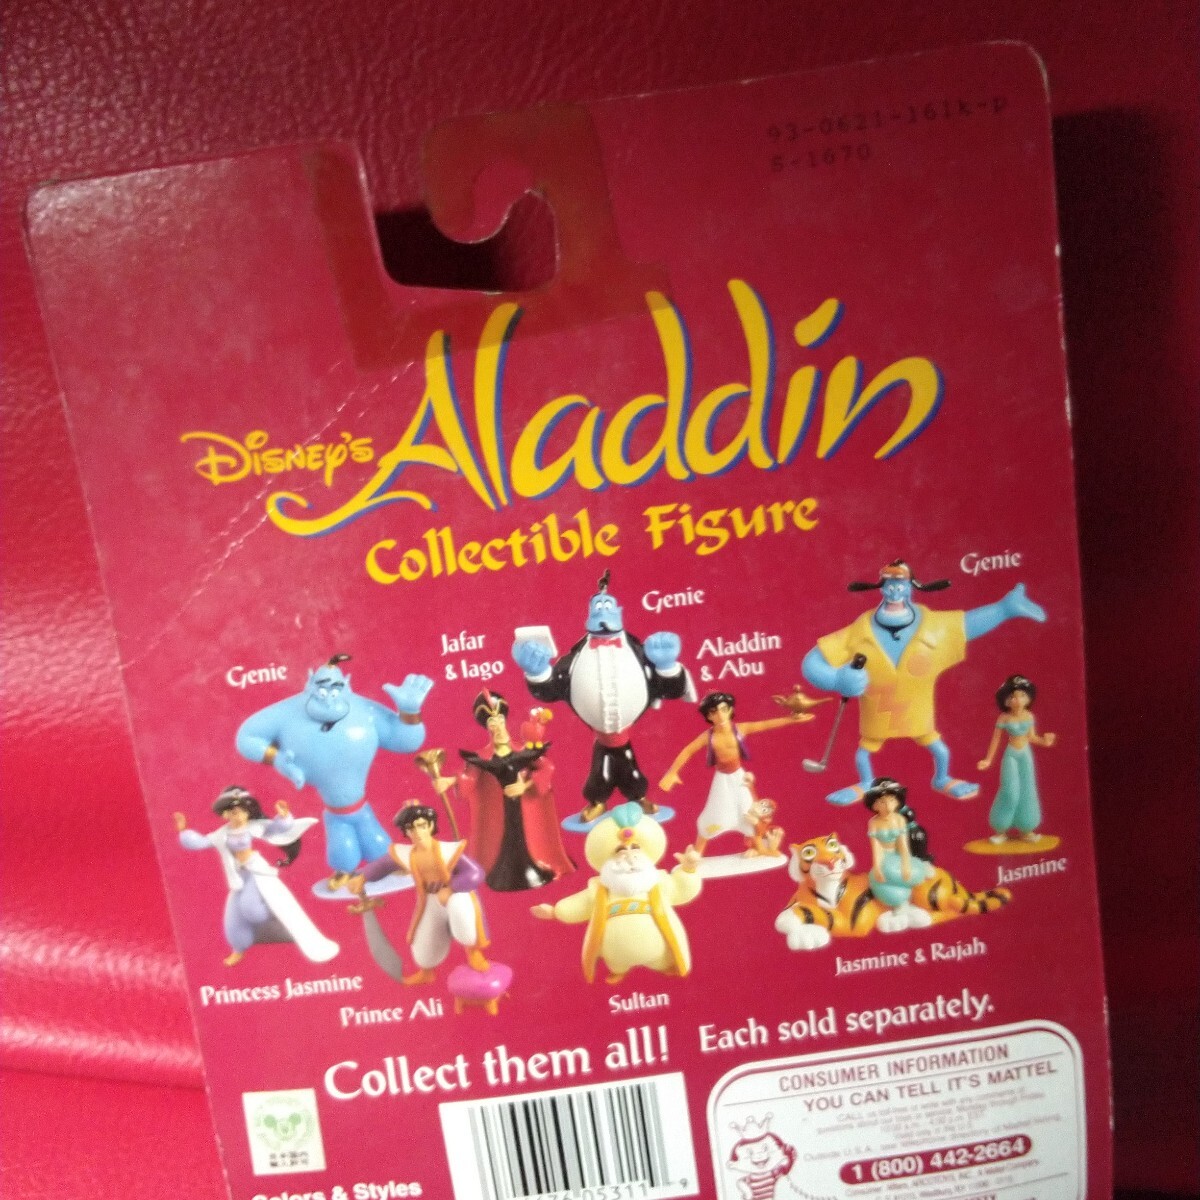 93-0621-161k-p
S-1670
Disney's Aladdin
Collectible Figure
Genie
Jafar
& Iago
Genie
Aladdin
& Abu
Genie
Princess Jasmine
Prince Ali
Sultan
Jasmine & Rajah
Jasmine
Collect them all! Each sold separately.
CONSUMER INFORMATION
YOU CAN TELL IT'S MATTEL
1 (800) 442-2664
Colors & Styles
05311 9